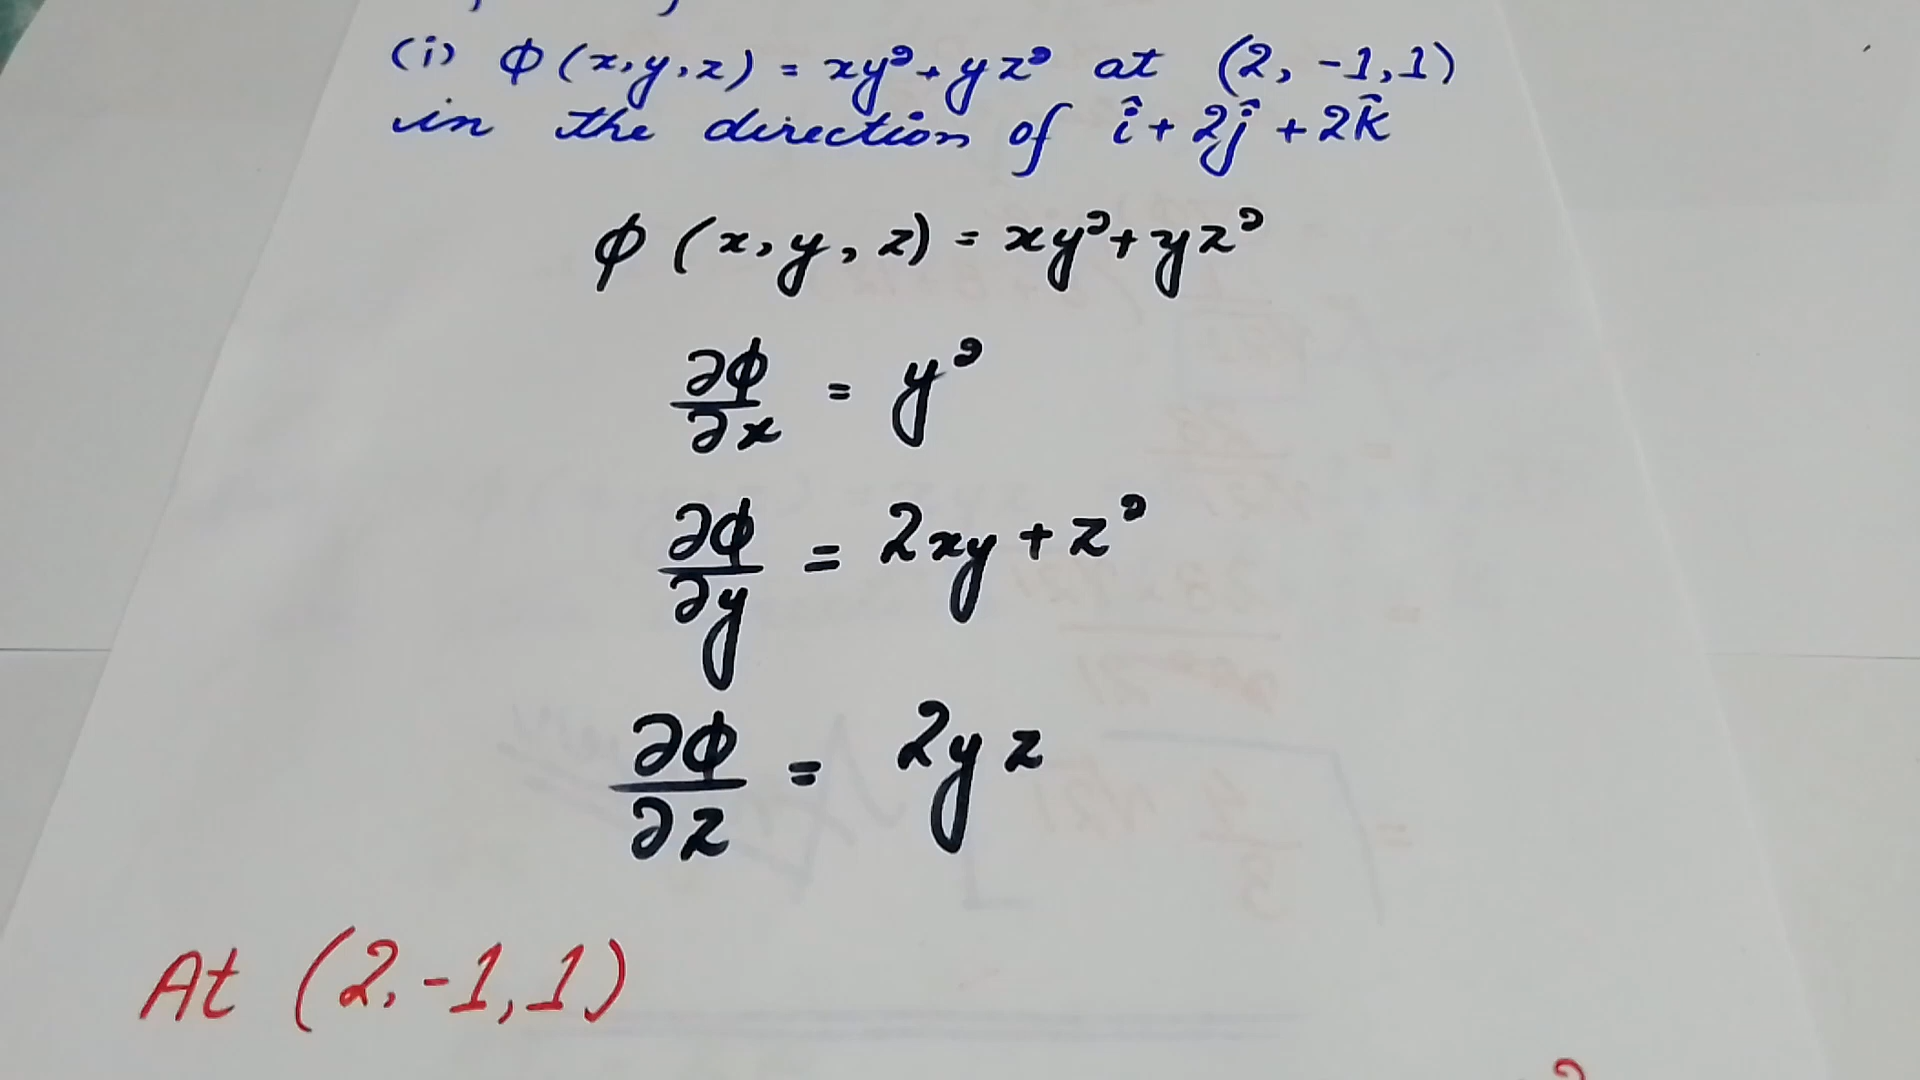 (i) ϕ(x,y,z) = xy² + yz² at (2, -1, 1)
in the direction of î + 2ĵ + 2k̂
ϕ(x, y, z) = xy² + yz²
∂ϕ/∂x = y²
∂ϕ/∂y = 2xy + z²
∂ϕ/∂z = 2yz
At (2, -1, 1)